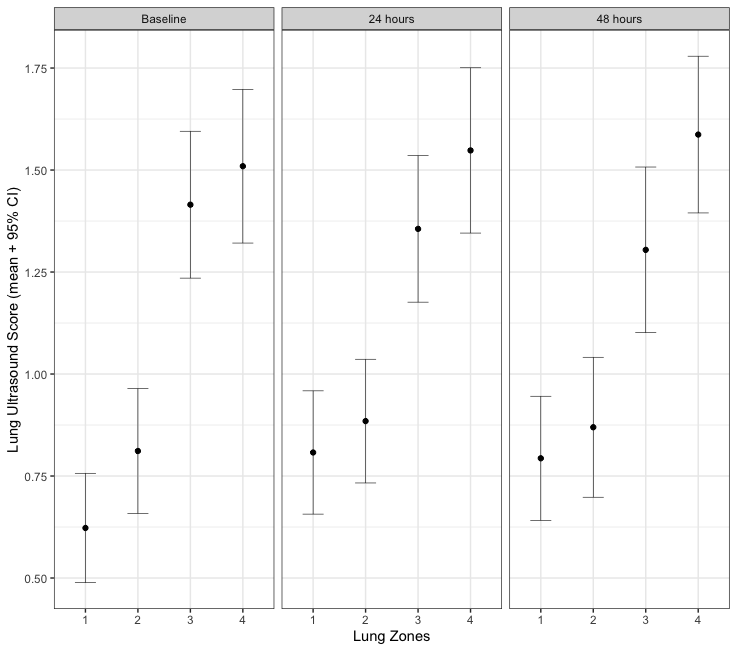 Baseline 24 hours 48 hours
Lung Ultrasound Score (mean + 95% CI)
1.75
1.50
1.25
1.00
0.75
0.50
1 2 3 4 1 2 3 4 1 2 3 4
Lung Zones